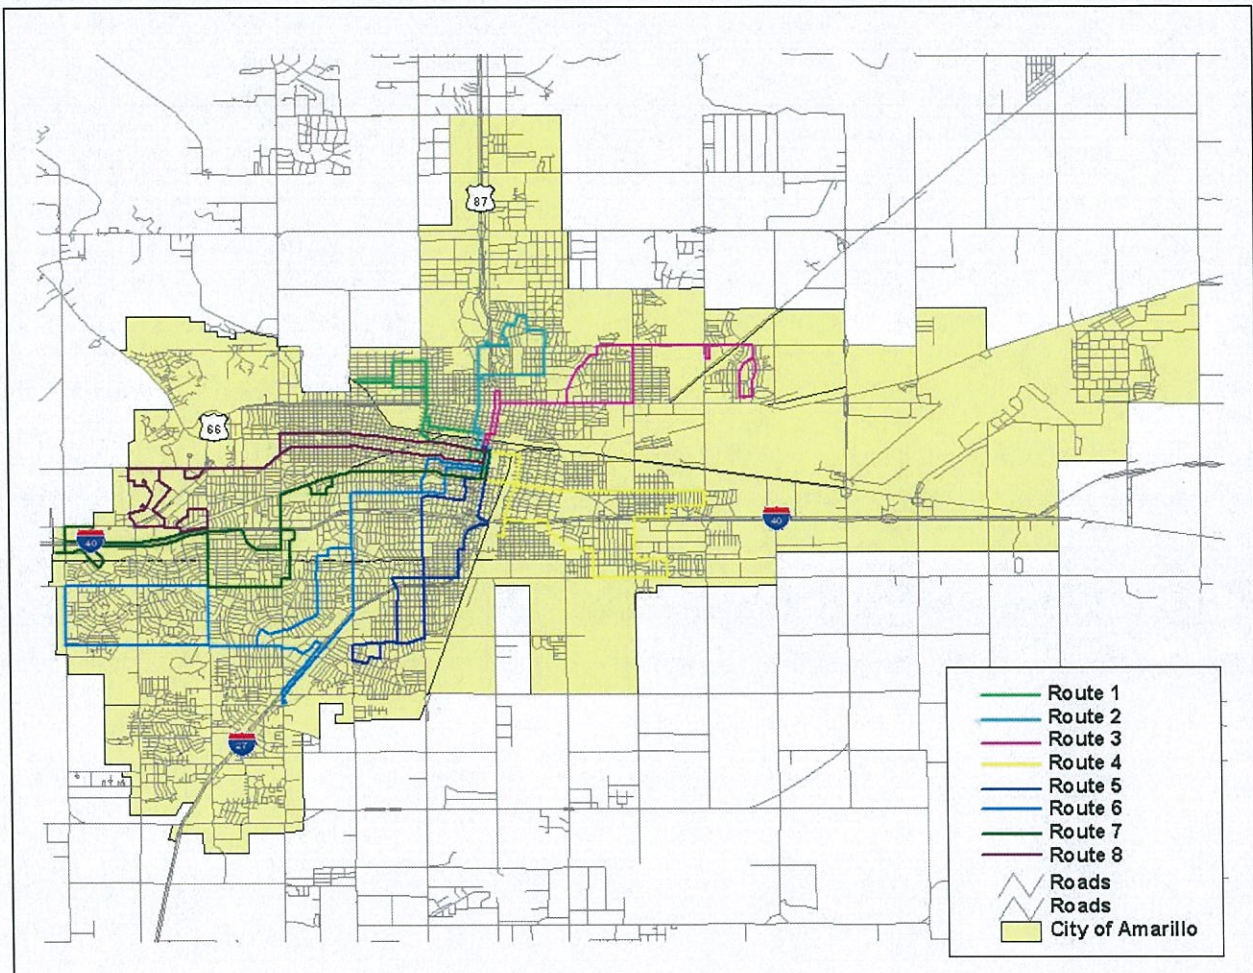 87
66
40
40
27
Route 1
Route 2
Route 3
Route 4
Route 5
Route 6
Route 7
Route 8
Roads
Roads
City of Amarillo